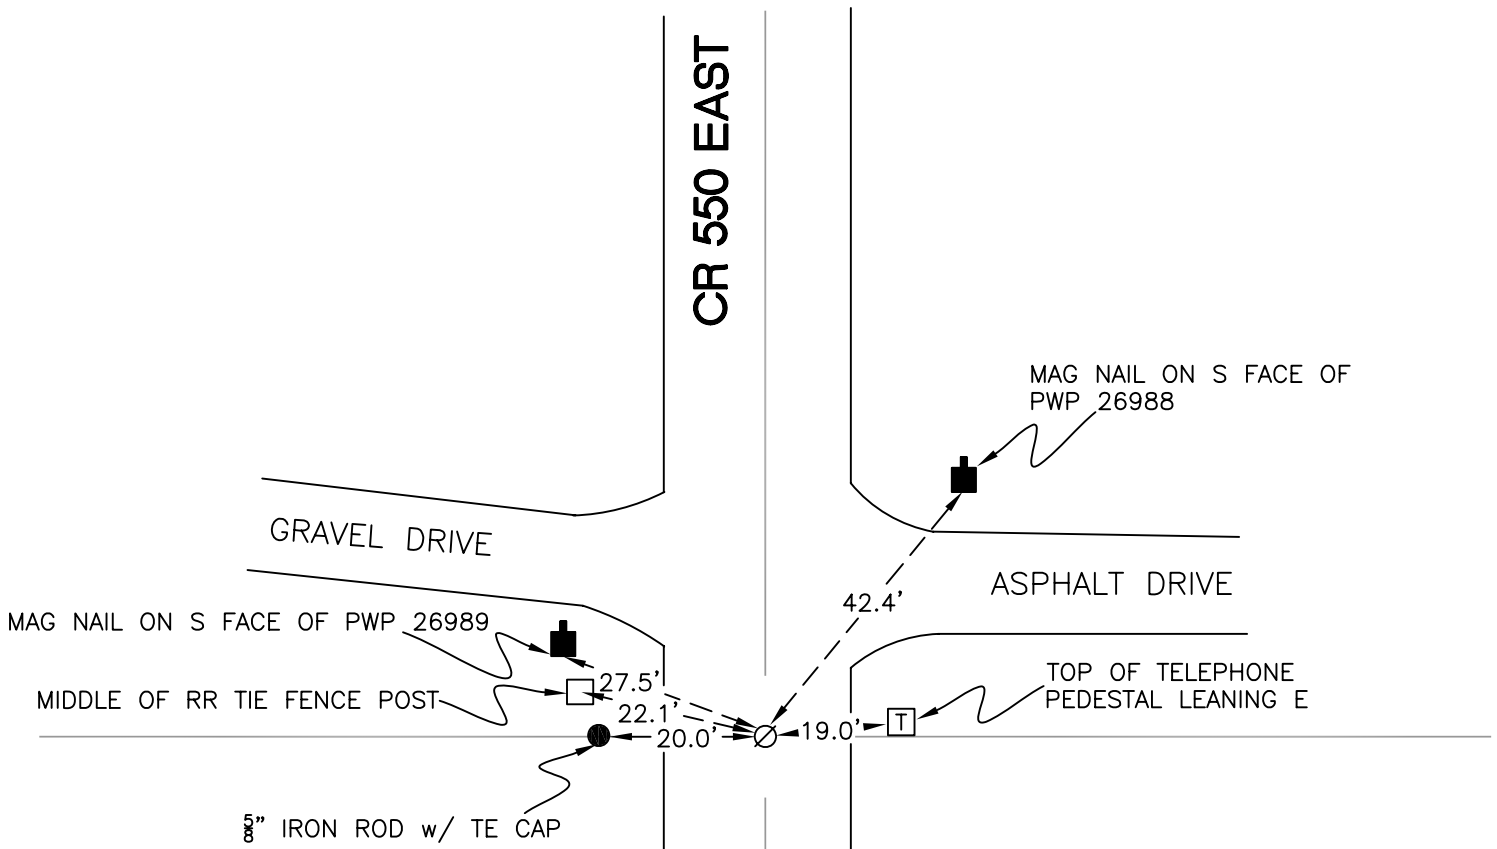 CR 550 EAST
MAG NAIL ON S FACE OF
PWP 26988
GRAVEL DRIVE
ASPHALT DRIVE
42.4'
MAG NAIL ON S FACE OF PWP 26989
27.5'
TOP OF TELEPHONE
PEDESTAL LEANING E
MIDDLE OF RR TIE FENCE POST
22.1'
T
19.0'
20.0'
5/8" IRON ROD w/ TE CAP